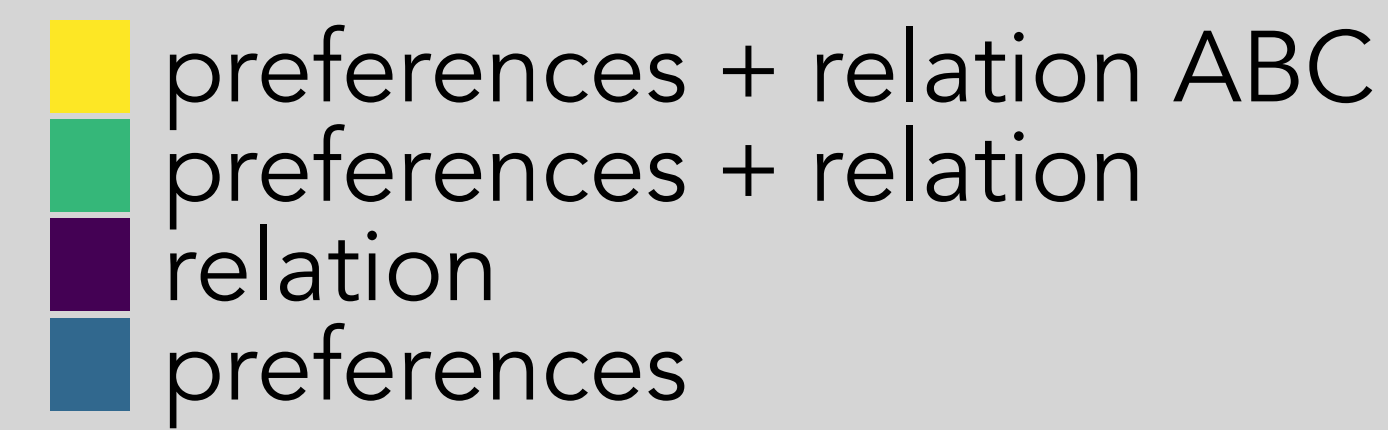 preferences + relation ABC
preferences + relation
relation
preferences